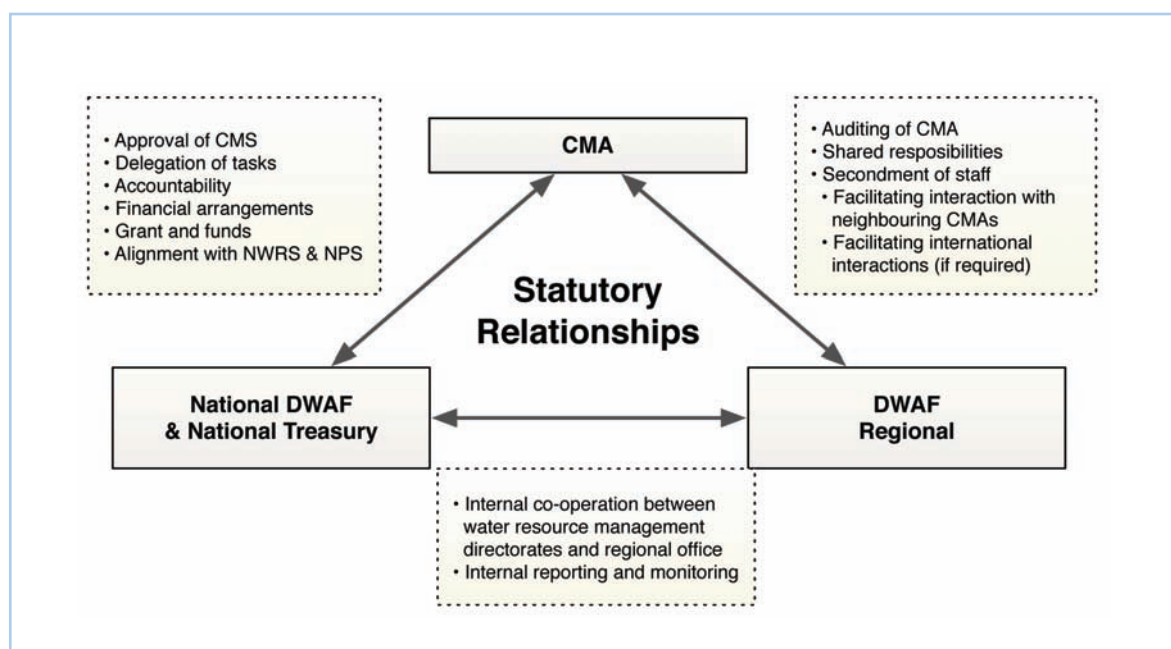 • Approval of CMS
• Delegation of tasks
• Accountability
• Financial arrangements
• Grant and funds
• Alignment with NWRS & NPS
CMA
• Auditing of CMA
• Shared resposibilities
• Secondment of staff
• Facilitating interaction with
neighbouring CMAs
• Facilitating international
interactions (if required)
Statutory
Relationships
National DWAF
& National Treasury
DWAF
Regional
• Internal co-operation between
water resource management
directorates and regional office
• Internal reporting and monitoring